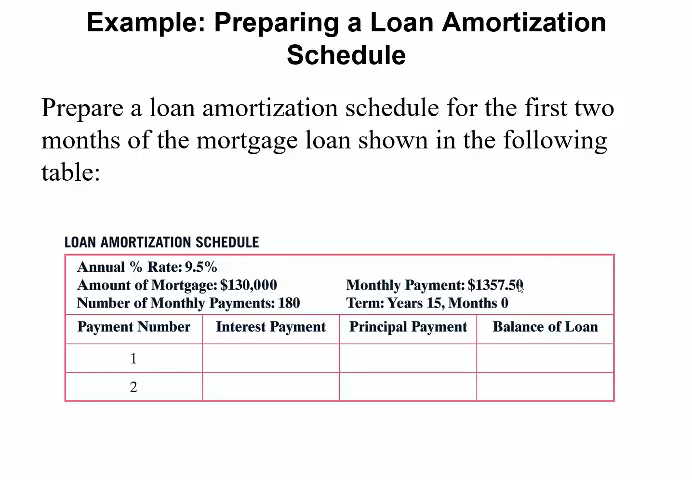 Example: Preparing a Loan Amortization
Schedule
Prepare a loan amortization schedule for the first two
months of the mortgage loan shown in the following
table:
LOAN AMORTIZATION SCHEDULE
Annual % Rate: 9.5%
Amount of Mortgage: $130,000 Monthly Payment: $1357.50
Number of Monthly Payments: 180 Term: Years 15, Months 0
Payment Number Interest Payment Principal Payment Balance of Loan
1
2